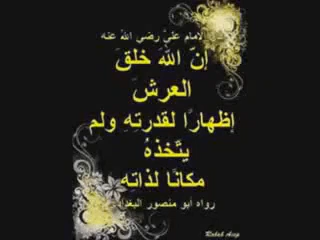 الإمام عليّ رضي الله عنه
إنّ اللهَ خلقَ
العرشَ
إظهارًا لقدرتِهِ ولم
يتّخذهُ
مكانًا لذاته
رواه أبو منصور البغدادي